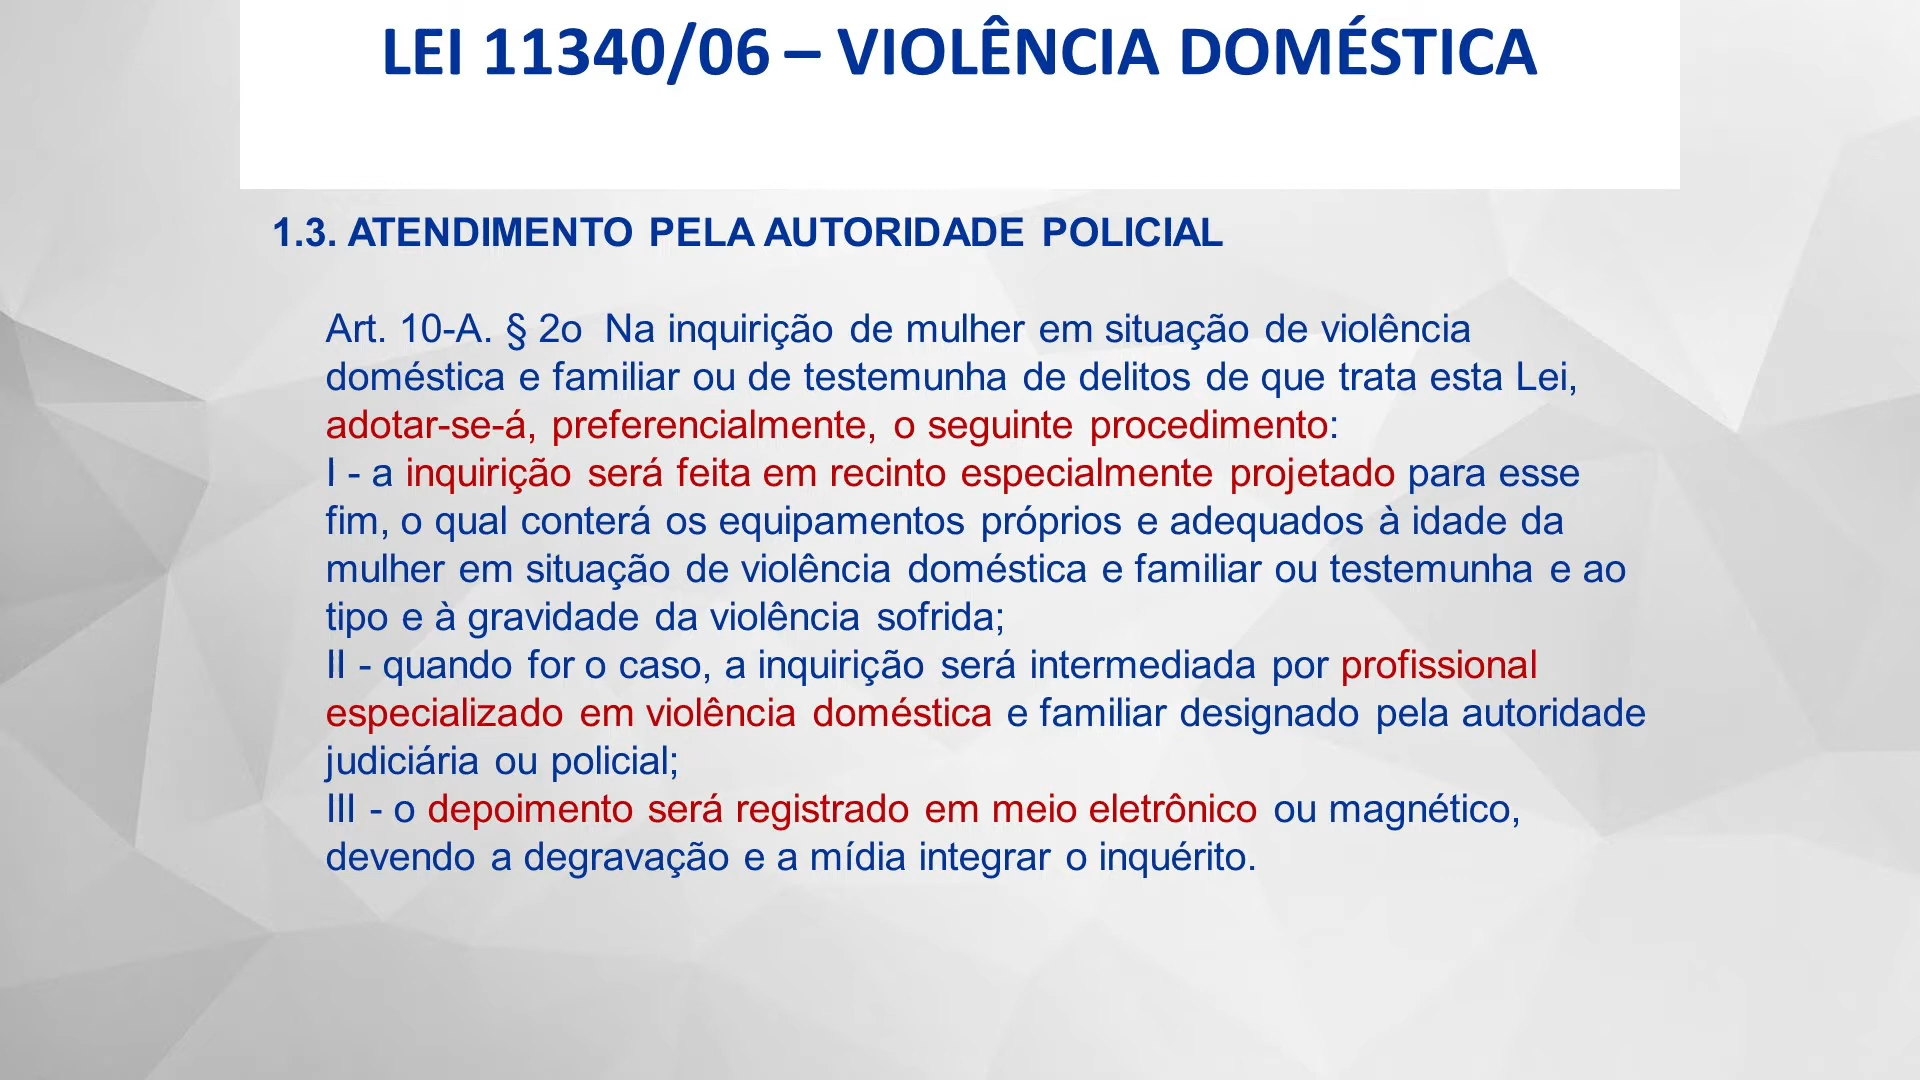 LEI 11340/06 – VIOLÊNCIA DOMÉSTICA
1.3. ATENDIMENTO PELA AUTORIDADE POLICIAL
Art. 10-A. § 2o Na inquirição de mulher em situação de violência
doméstica e familiar ou de testemunha de delitos de que trata esta Lei,
adotar-se-á, preferencialmente, o seguinte procedimento:
I - a inquirição será feita em recinto especialmente projetado para esse
fim, o qual conterá os equipamentos próprios e adequados à idade da
mulher em situação de violência doméstica e familiar ou testemunha e ao
tipo e à gravidade da violência sofrida;
II - quando for o caso, a inquirição será intermediada por profissional
especializado em violência doméstica e familiar designado pela autoridade
judiciária ou policial;
III - o depoimento será registrado em meio eletrônico ou magnético,
devendo a degravação e a mídia integrar o inquérito.